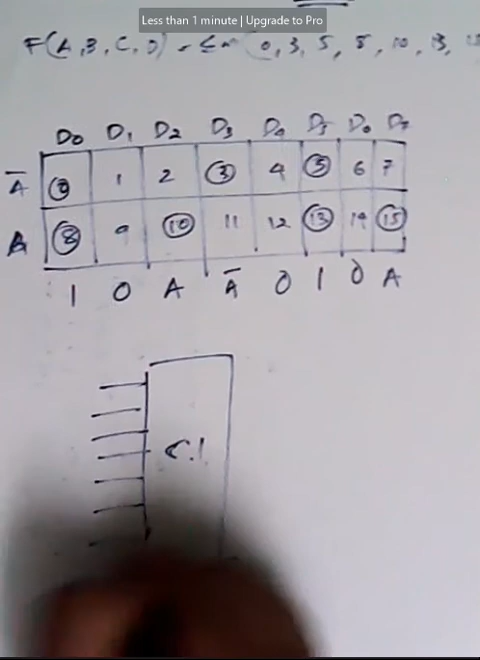 Less than 1 minute | Upgrade to Pro
F(A,B,C,D) = Σm(0,3,5,8,10,13,15
D0 D1 D2 D3 D4 D5 D6 D7
A̅ 0 1 2 3 4 5 6 7
A 8 9 10 11 12 13 14 15
1 0 A A̅ 0 1 0 A